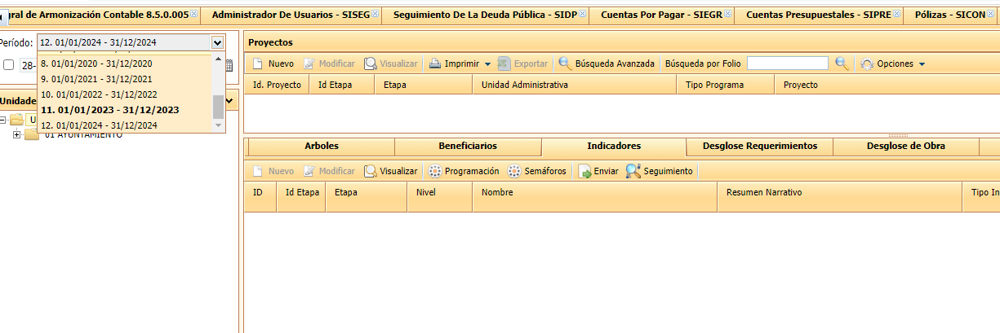 gral de Armonización Contable 8.5.0.005 Administrador De Usuarios - SISEG Seguimiento De La Deuda Pública - SIDP Cuentas Por Pagar - SIEGR Cuentas Presupuestales - SIPRE Pólizas - SICON
Período: 12. 01/01/2024 - 31/12/2024
28-
8. 01/01/2020 - 31/12/2020
9. 01/01/2021 - 31/12/2021
10. 01/01/2022 - 31/12/2022
11. 01/01/2023 - 31/12/2023
12. 01/01/2024 - 31/12/2024
Unidade
U
01 AYUNTAMIENTO
Proyectos
Nuevo Modificar Visualizar Imprimir Exportar Búsqueda Avanzada Búsqueda por Folio Opciones
Id. Proyecto Id Etapa Etapa Unidad Administrativa Tipo Programa Proyecto
Arboles Beneficiarios Indicadores Desglose Requerimientos Desglose de Obra
Nuevo Modificar Visualizar Programación Semáforos Enviar Seguimiento
ID Id Etapa Etapa Nivel Nombre Resumen Narrativo Tipo In